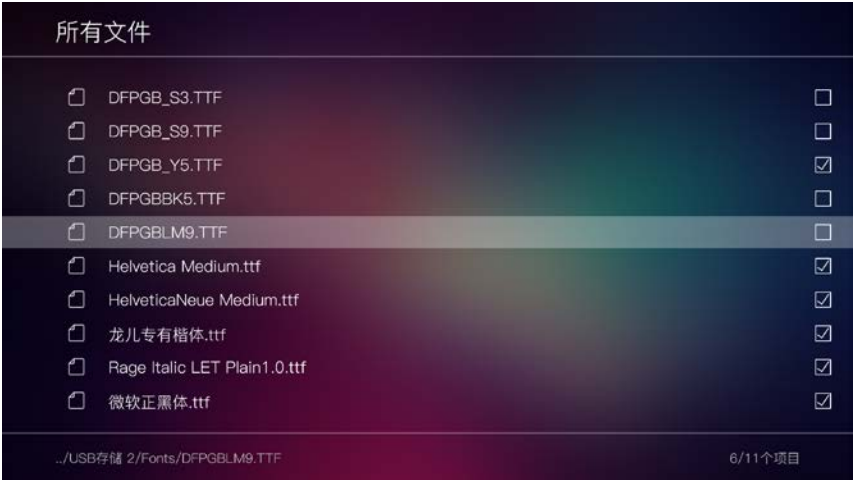 所有文件
DFPGB_S3.TTF
DFPGB_S9.TTF
DFPGB_Y5.TTF
DFPGBBK5.TTF
DFPGBLM9.TTF
Helvetica Medium.ttf
HelveticaNeue Medium.ttf
龙儿专有楷体.ttf
Rage Italic LET Plain1.0.ttf
微软正黑体.ttf
../USB存储 2/Fonts/DFPGBLM9.TTF
6/11个项目